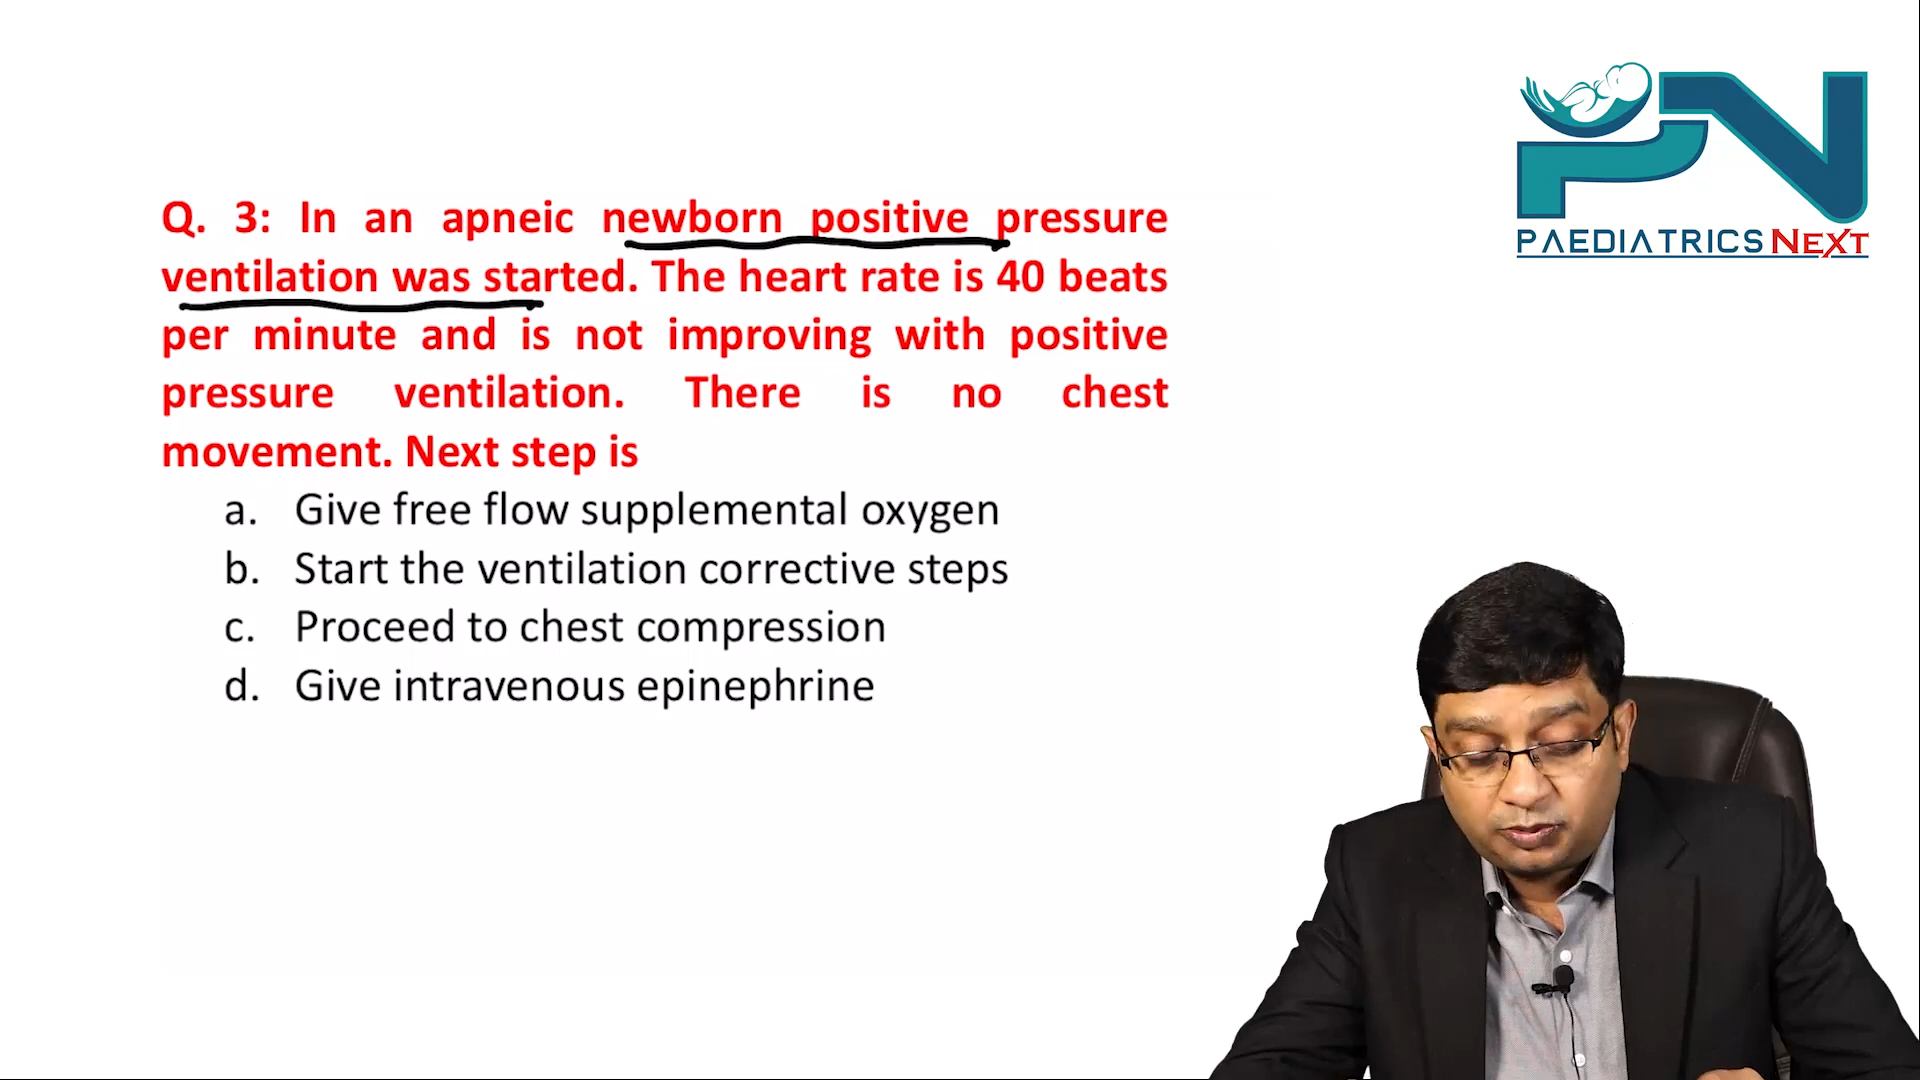 Q. 3: In an apneic newborn positive pressure
ventilation was started. The heart rate is 40 beats
per minute and is not improving with positive
pressure ventilation. There is no chest
movement. Next step is
a. Give free flow supplemental oxygen
b. Start the ventilation corrective steps
c. Proceed to chest compression
d. Give intravenous epinephrine
PN
PAEDIATRICS NEXT